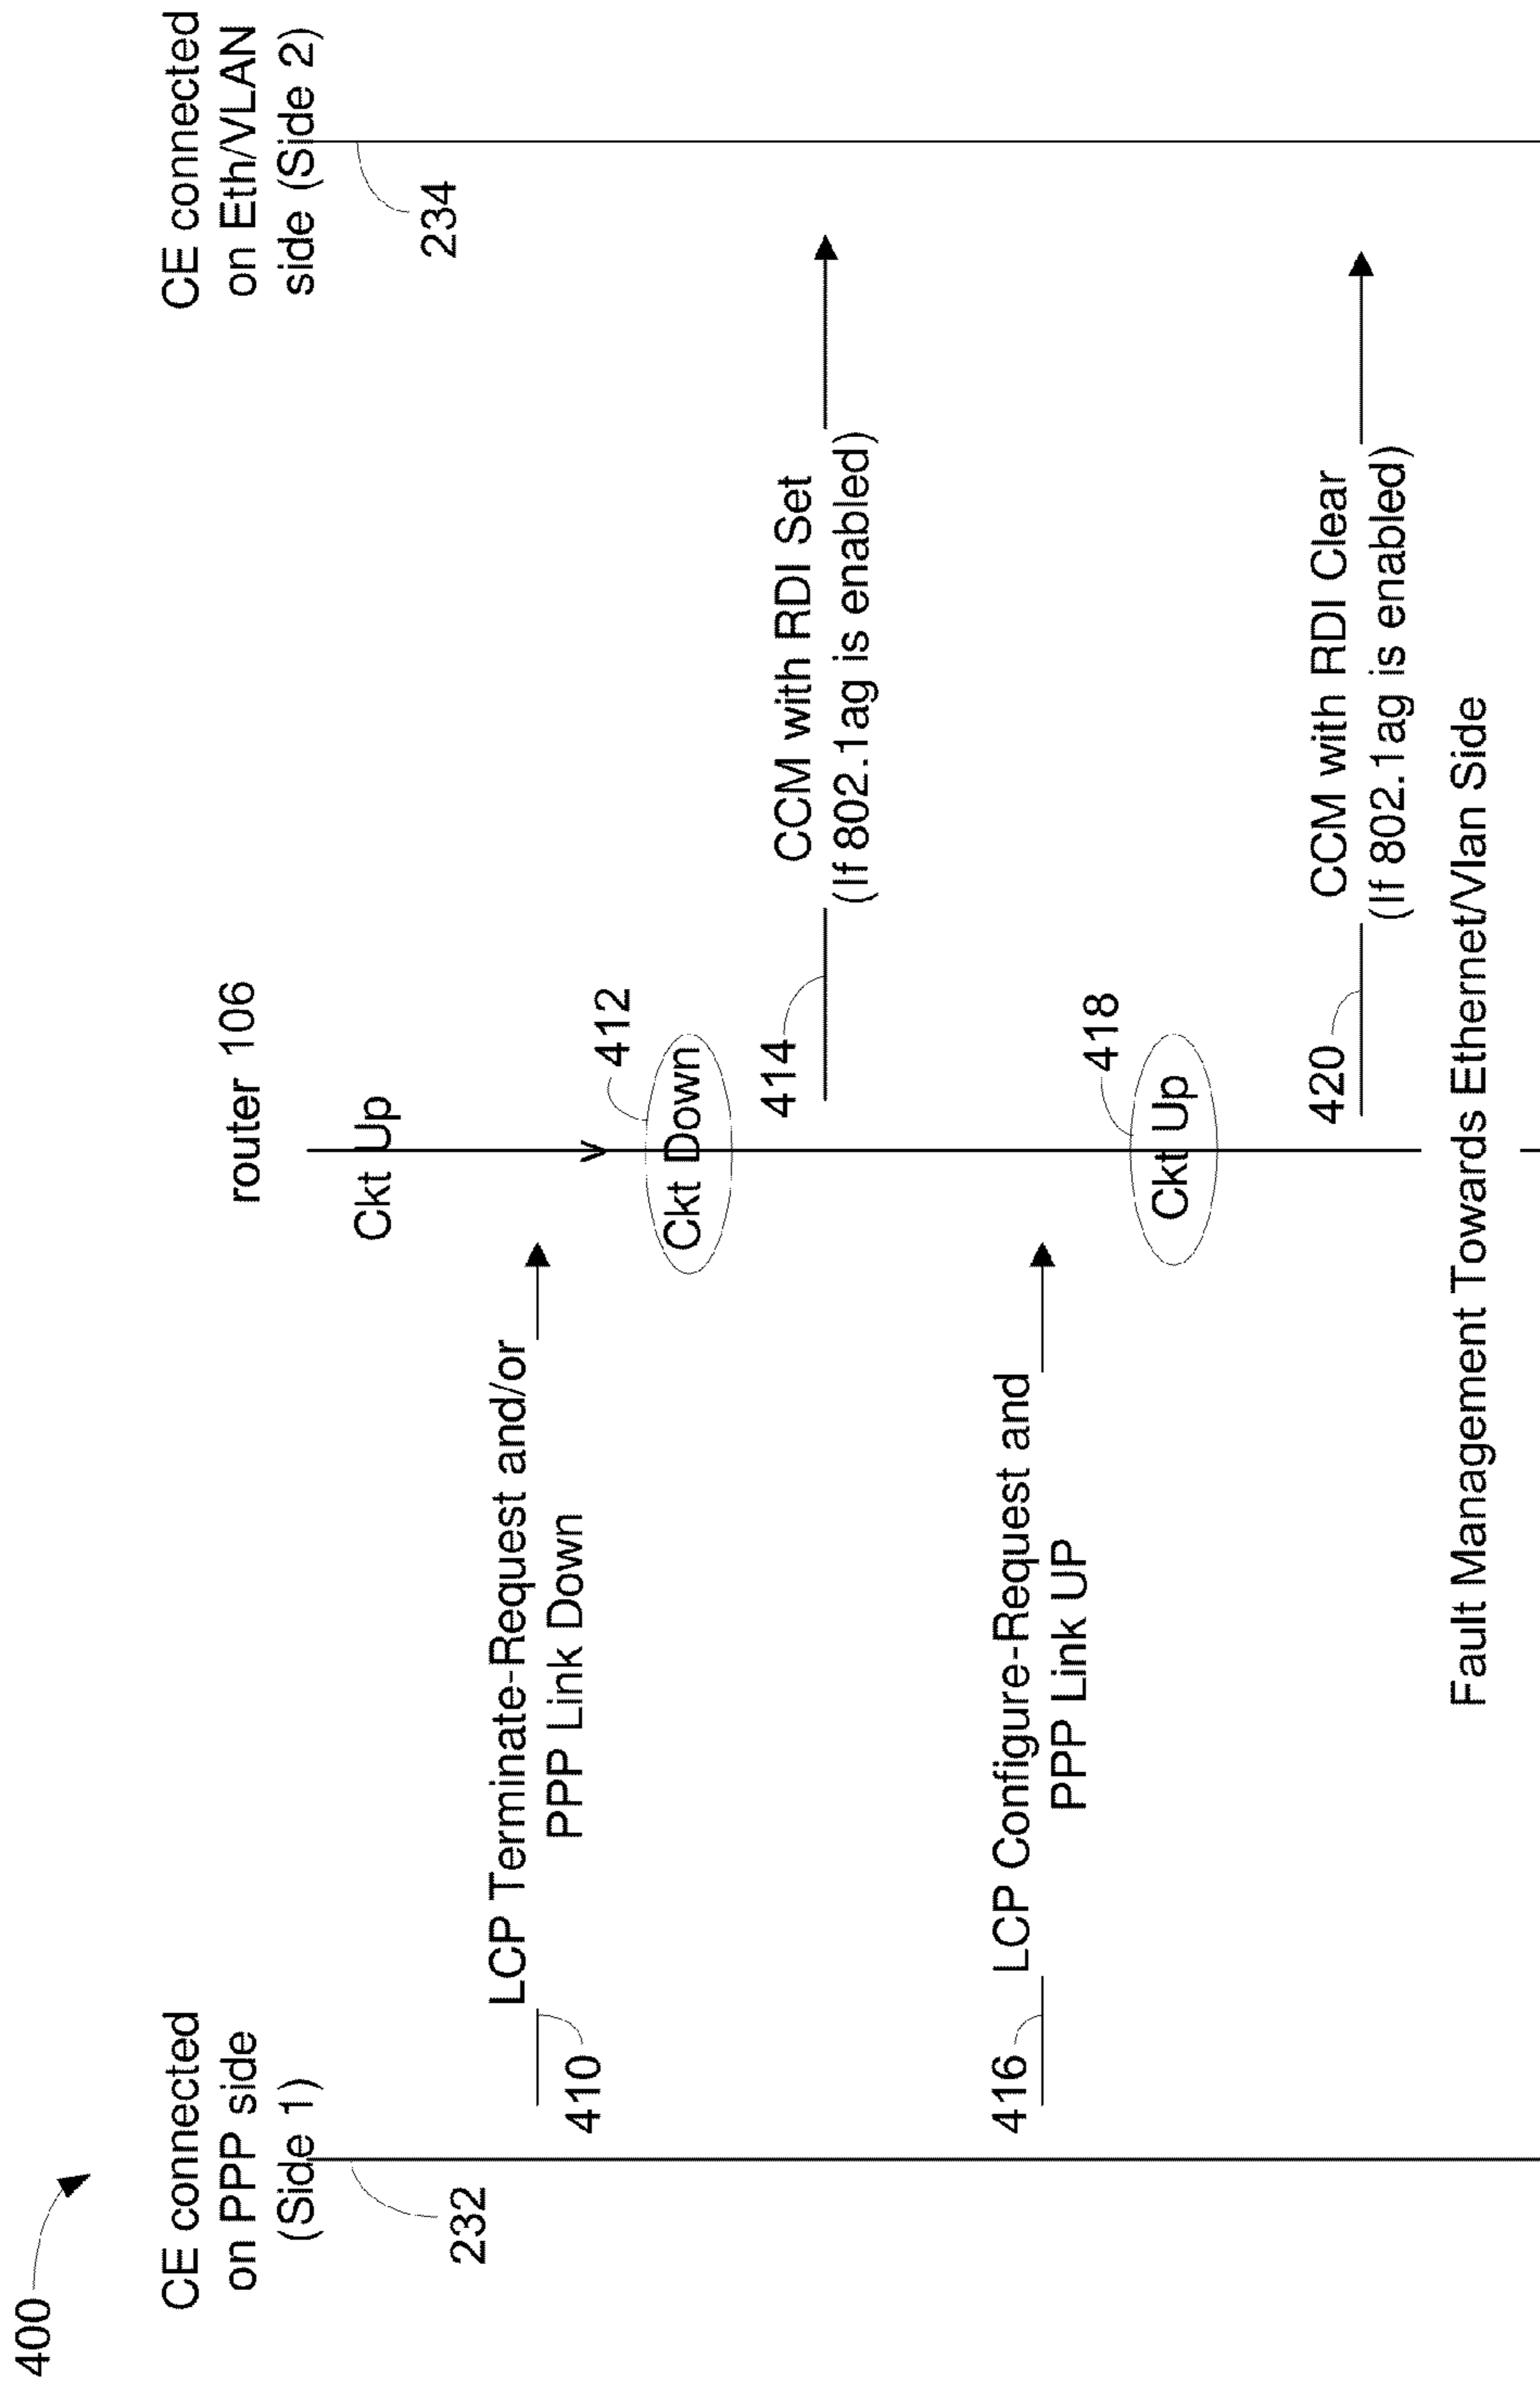 400
CE connected
on PPP side
(Side 1)
232
router 106
CE connected
on Eth/VLAN
side (Side 2)
234
Ckt Up
LCP Terminate-Request and/or
PPP Link Down
410
412
Ckt Down
414
CCM with RDI Set
(If 802.1ag is enabled)
416
LCP Configure-Request and
PPP Link UP
418
Ckt Up
420
CCM with RDI Clear
(If 802.1ag is enabled)
Fault Management Towards Ethernet/Vlan Side